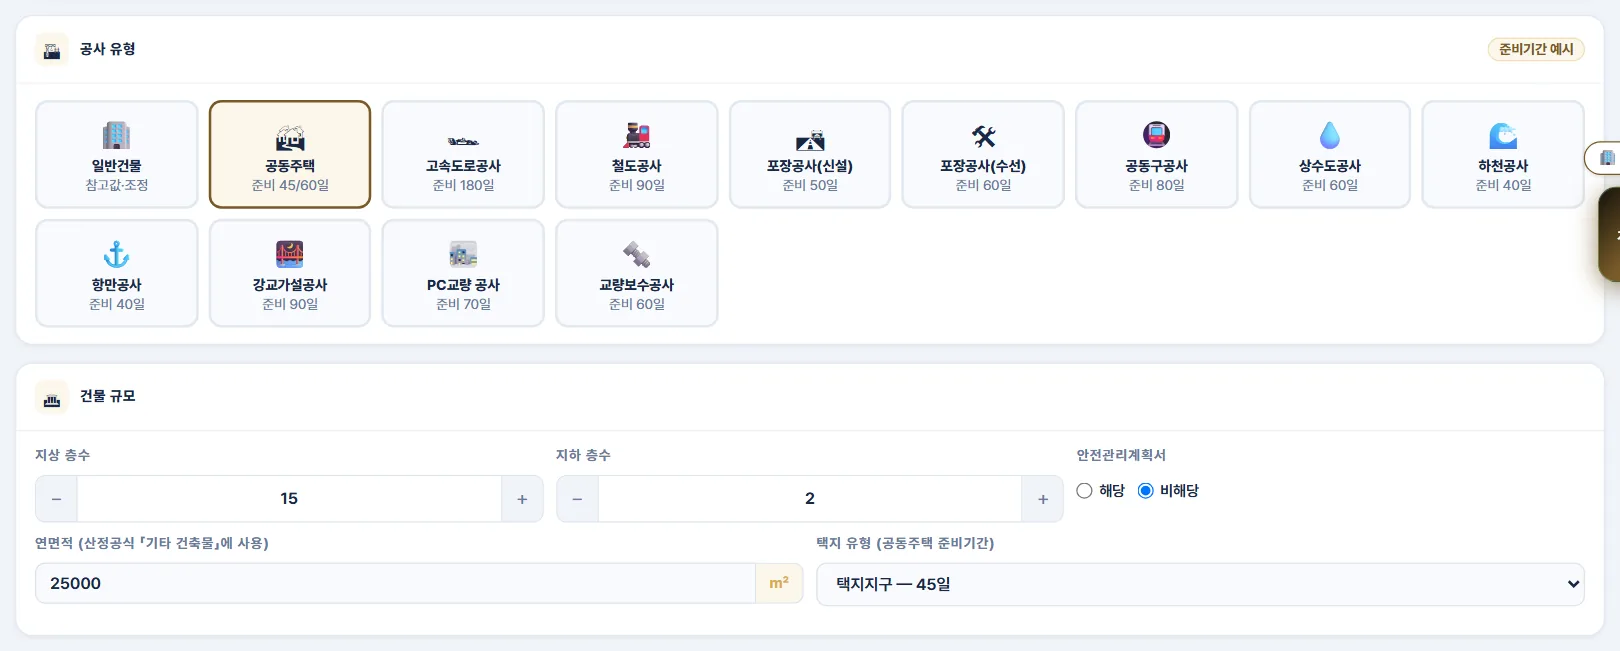 공사 유형
준비기간 예시
일반건물
참고값·조정
공동주택
준비 45/60일
고속도로공사
준비 180일
철도공사
준비 90일
포장공사(신설)
준비 50일
포장공사(수선)
준비 60일
공동구공사
준비 80일
상수도공사
준비 60일
하천공사
준비 40일
항만공사
준비 40일
강교가설공사
준비 90일
PC교량 공사
준비 70일
교량보수공사
준비 60일
건물 규모
지상 층수
지하 층수
안전관리계획서
− 15 +
− 2 +
해당 비해당
연면적 (산정공식 「기타 건축물」에 사용)
택지 유형 (공동주택 준비기간)
25000 m²
택지지구 — 45일